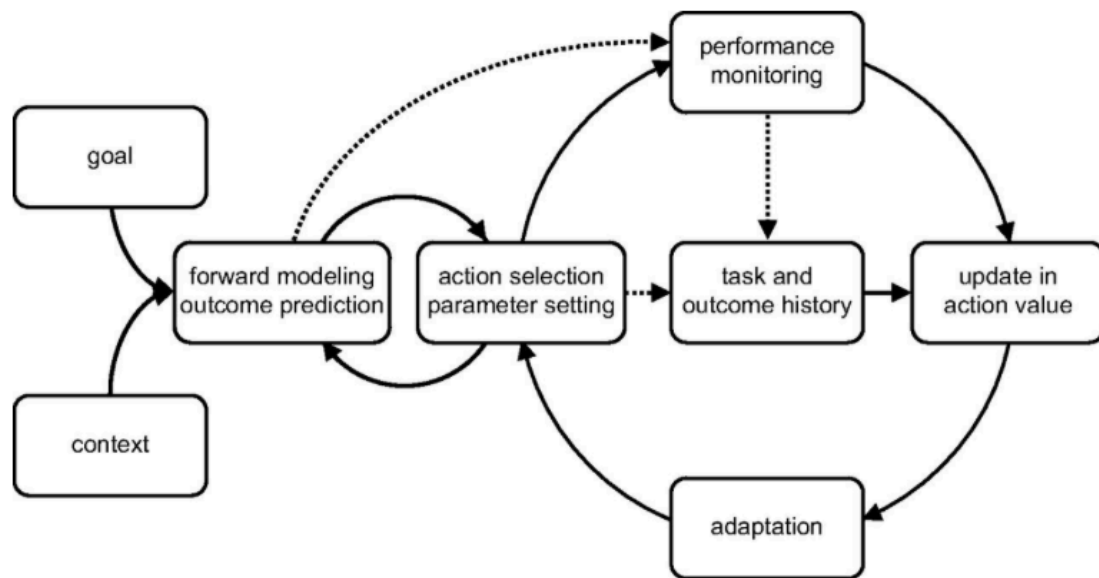 performance
monitoring
goal
forward modeling
outcome prediction
action selection
parameter setting
task and
outcome history
update in
action value
context
adaptation